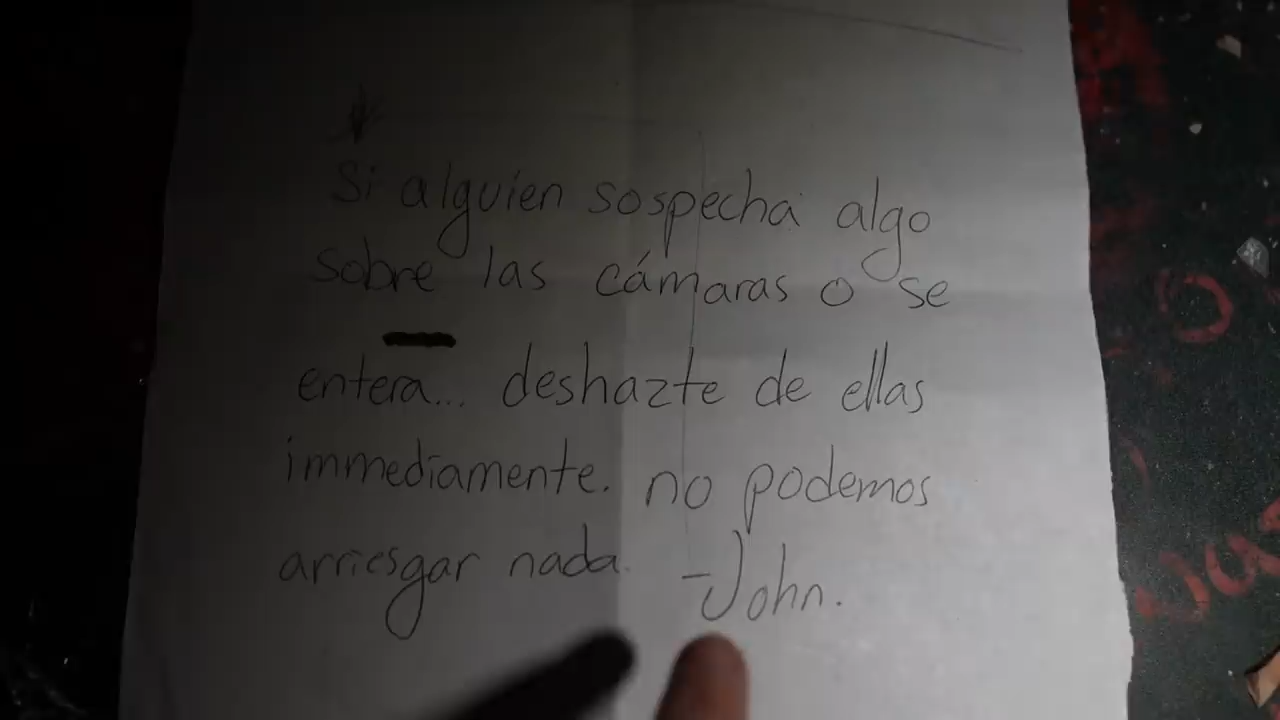 Si alguien sospecha algo
sobre las cámaras o se
entera... deshazte de ellas
immediamente. no podemos
arriesgar nada. -John.